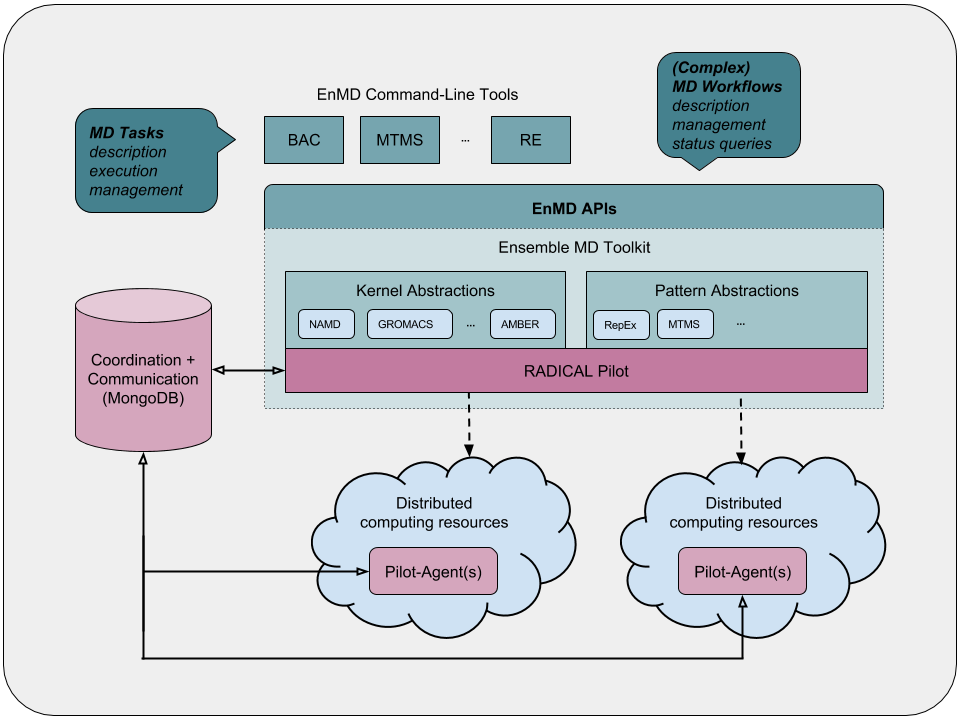 EnMD Command-Line Tools
(Complex)
MD Workflows
description
management
status queries
MD Tasks
description
execution
management
BAC
MTMS
...
RE
EnMD APIs
Ensemble MD Toolkit
Kernel Abstractions
NAMD
GROMACS
...
AMBER
Pattern Abstractions
RepEx
MTMS
...
RADICAL Pilot
Coordination +
Communication
(MongoDB)
Distributed
computing resources
Pilot-Agent(s)
Distributed
computing resources
Pilot-Agent(s)